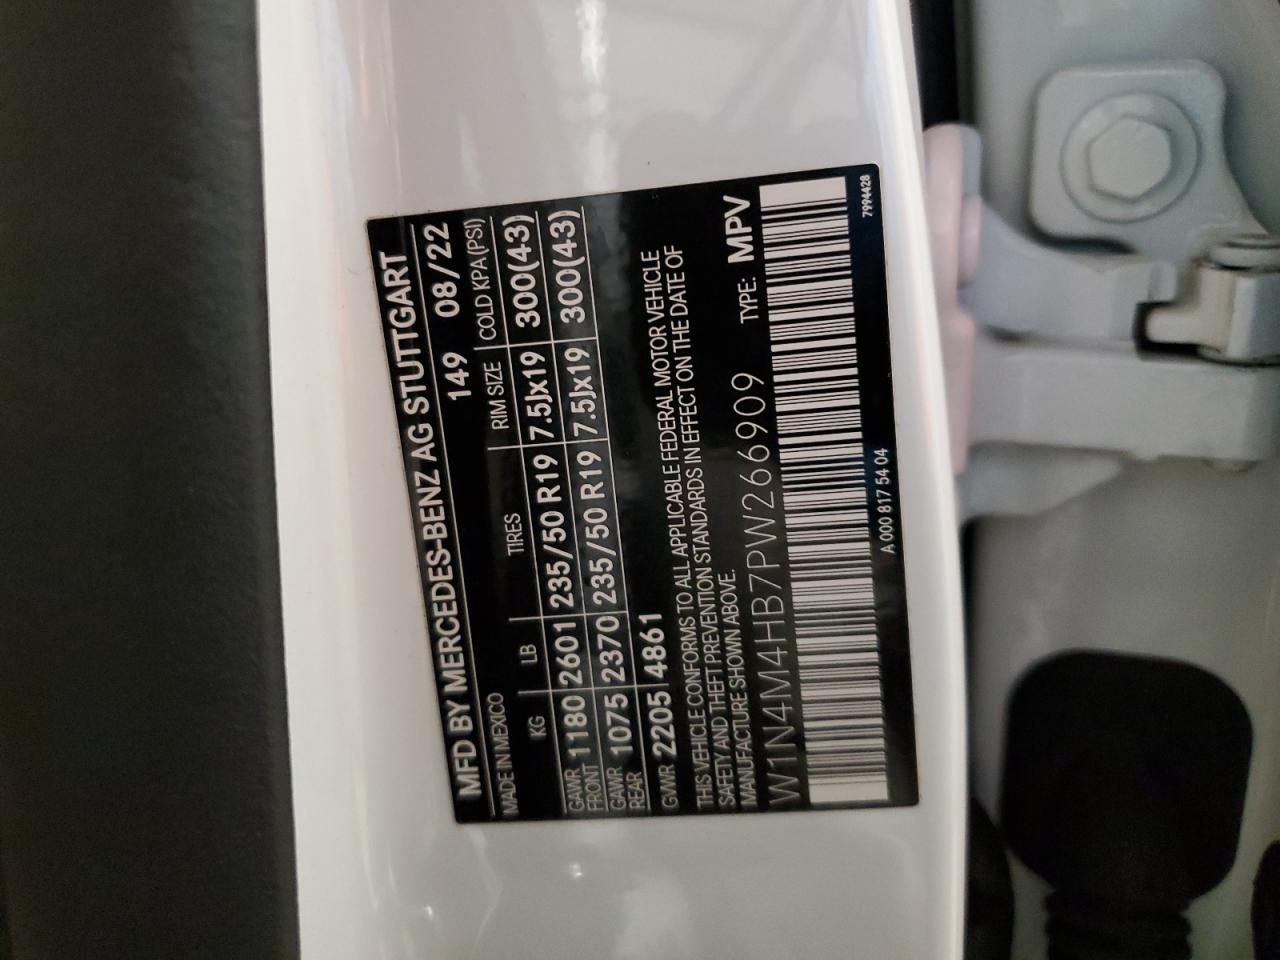 MFD BY MERCEDES-BENZ AG STUTTGART
MADE IN MEXICO 149 08/22
KG LB TIRES RIM SIZE COLD KPA(PSI)
GAWR FRONT 1180 2601 235/50 R19 7.5Jx19 300(43)
GAWR REAR 1075 2370 235/50 R19 7.5Jx19 300(43)
GVWR 2205 4861
THIS VEHICLE CONFORMS TO ALL APPLICABLE FEDERAL MOTOR VEHICLE
SAFETY AND THEFT PREVENTION STANDARDS IN EFFECT ON THE DATE OF
MANUFACTURE SHOWN ABOVE.
W1N4M4HB7PW266909 TYPE: MPV
A 000 817 54 04
7994428